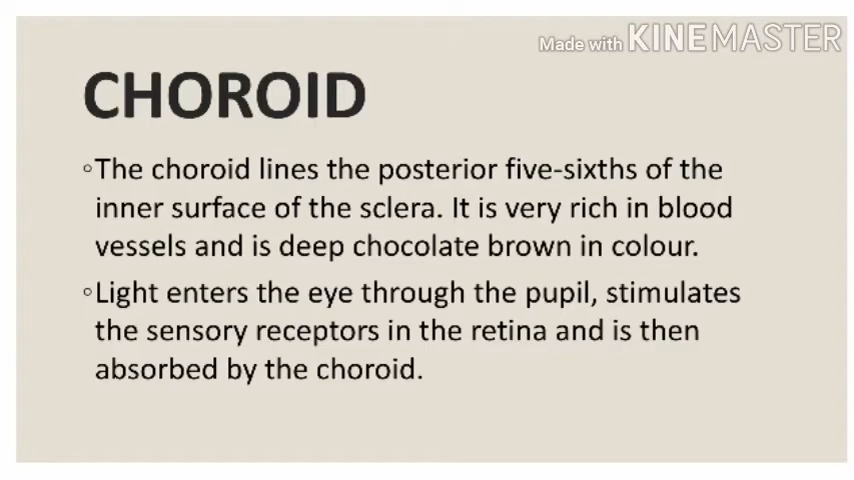 Made with KINEMASTER
CHOROID
◦The choroid lines the posterior five-sixths of the
inner surface of the sclera. It is very rich in blood
vessels and is deep chocolate brown in colour.
◦Light enters the eye through the pupil, stimulates
the sensory receptors in the retina and is then
absorbed by the choroid.